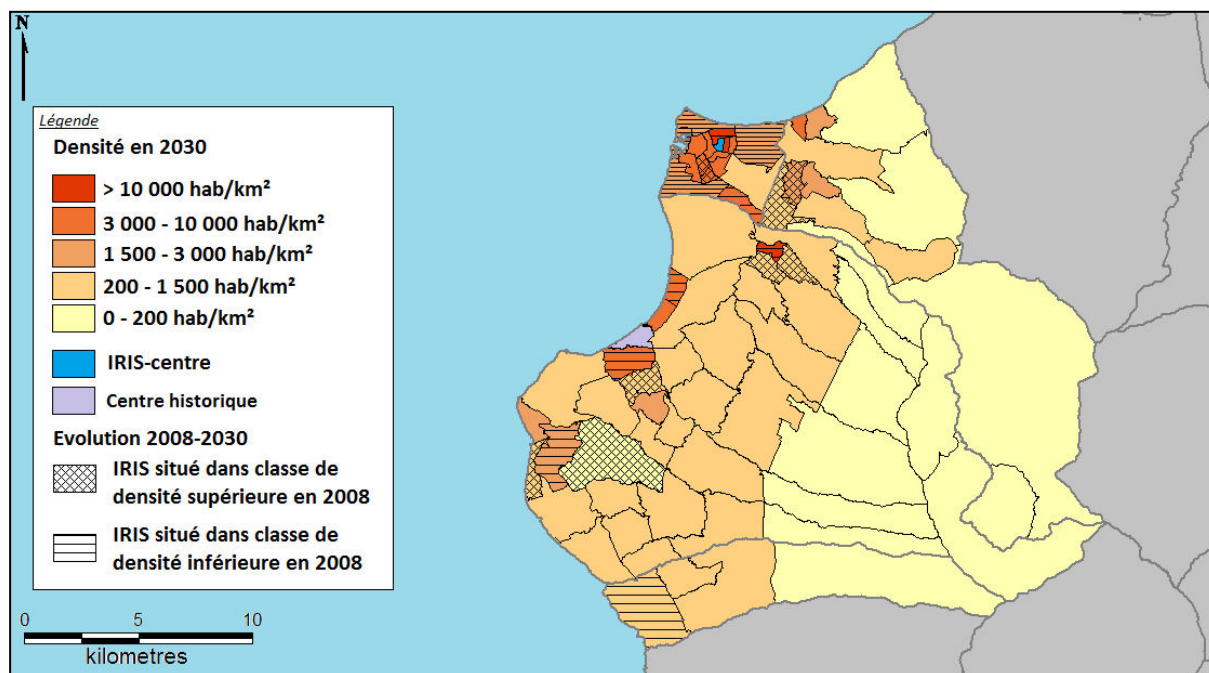 N
Légende
Densité en 2030
> 10 000 hab/km²
3 000 - 10 000 hab/km²
1 500 - 3 000 hab/km²
200 - 1 500 hab/km²
0 - 200 hab/km²
IRIS-centre
Centre historique
Evolution 2008-2030
IRIS situé dans classe de
densité supérieure en 2008
IRIS situé dans classe de
densité inférieure en 2008
0 5 10
kilometres